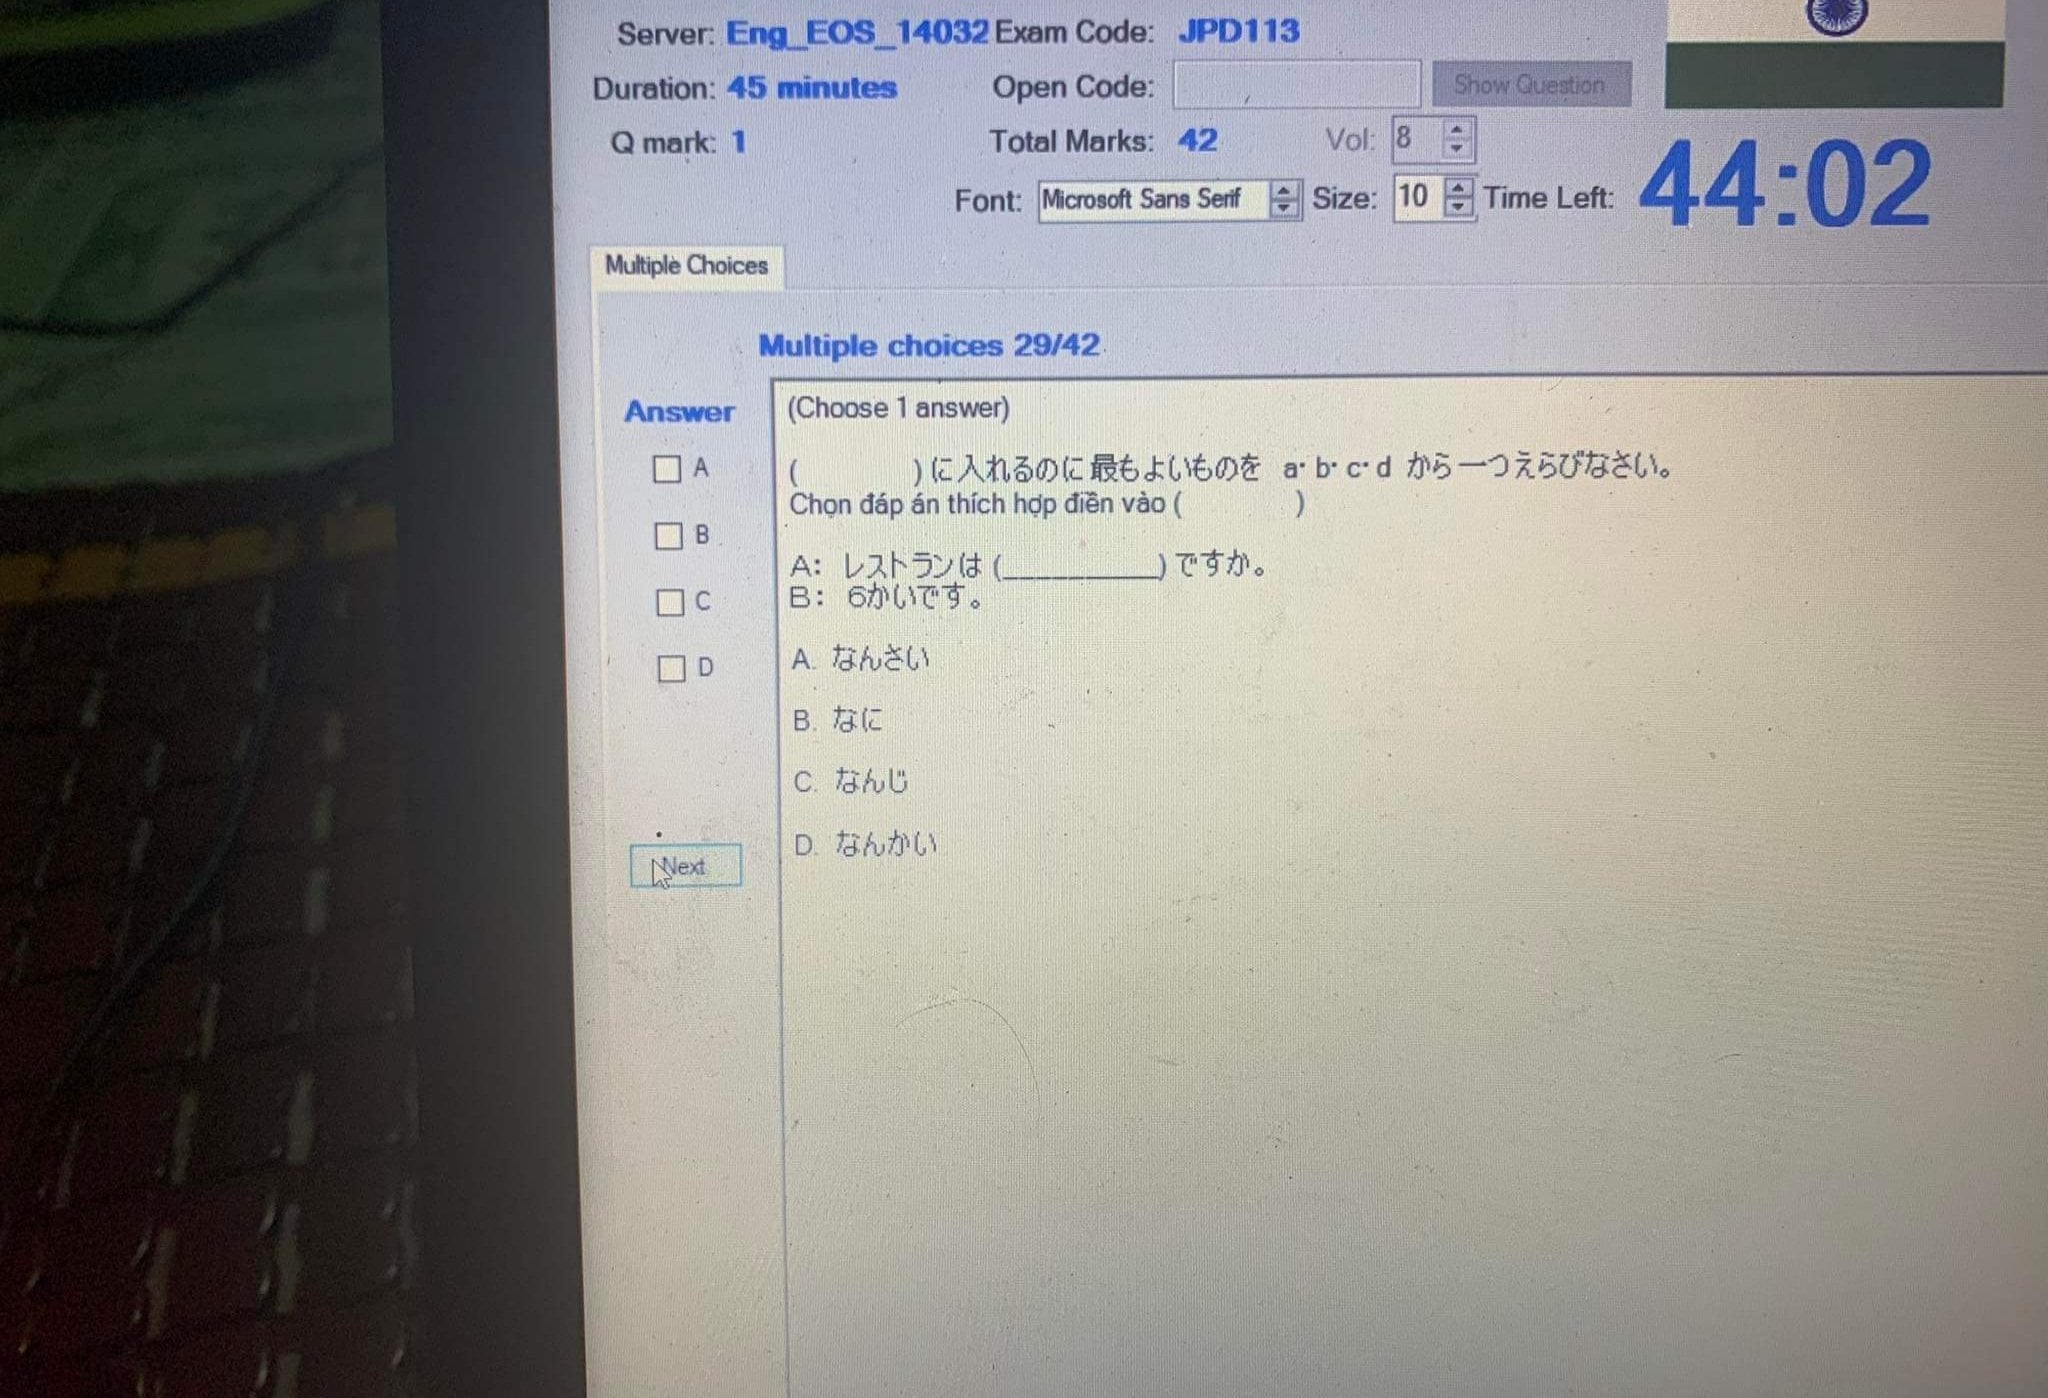 Server: Eng_EOS_14032 Exam Code: JPD113
Duration: 45 minutes Open Code: Show Question
Q mark: 1 Total Marks: 42 Vol: 8
Font: Microsoft Sans Serif Size: 10 Time Left: 44:02
Multiple Choices
Multiple choices 29/42
Answer
A
B
C
D
Next
(Choose 1 answer)
( )に入れるのに最もよいものを a・b・c・d から一つえらびなさい。
Chọn đáp án thích hợp điền vào ( )
A: レストランは (__________) ですか。
B: 6かいです。
A. なんさい
B. なに
C. なんじ
D. なんかい